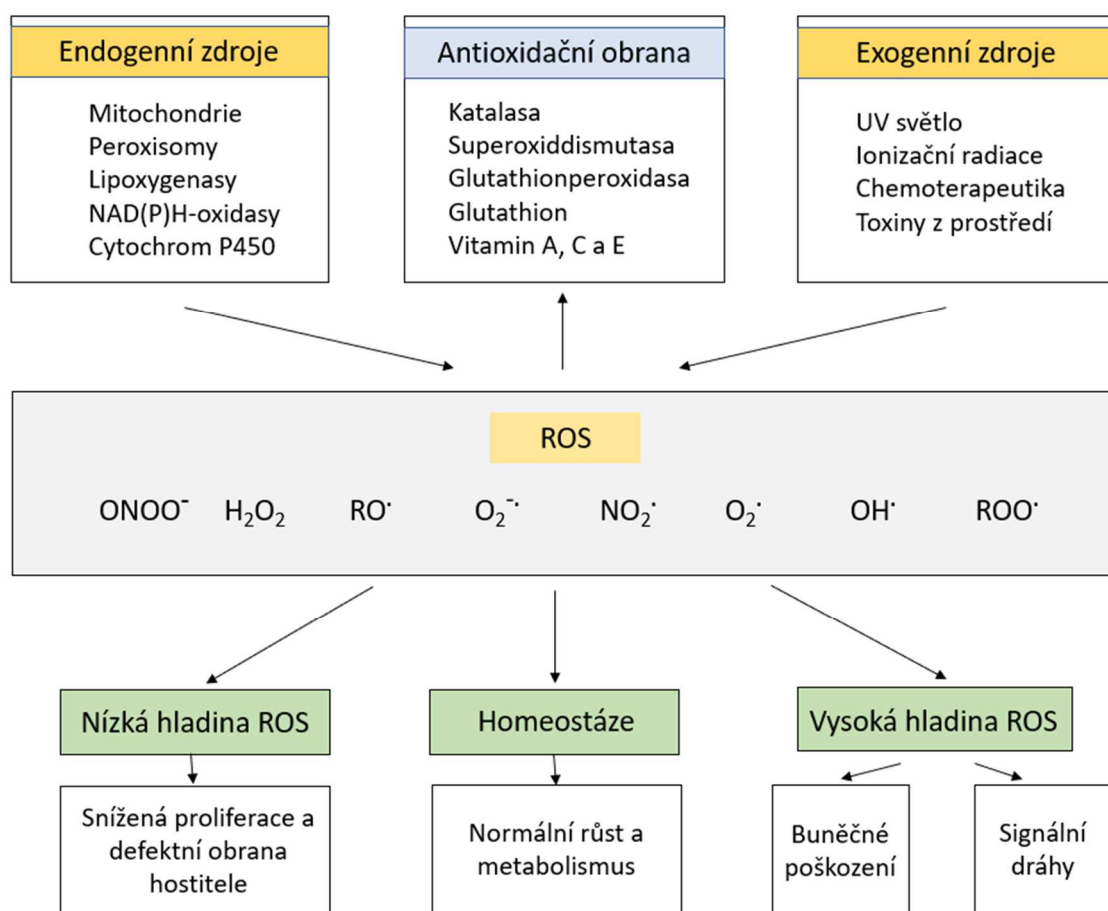 Endogenní zdroje
Mitochondrie
Peroxisomy
Lipoxygenasy
NAD(P)H-oxidasy
Cytochrom P450
Antioxidační obrana
Katalasa
Superoxiddismutasa
Glutathionperoxidasa
Glutathion
Vitamin A, C a E
Exogenní zdroje
UV světlo
Ionizační radiace
Chemoterapeutika
Toxiny z prostředí
ROS
ONOO⁻ H₂O₂ RO˙ O₂⁻˙ NO₂˙ O₂˙ OH˙ ROO˙
Nízká hladina ROS
Snížená proliferace a
defektní obrana
hostitele
Homeostáze
Normální růst a
metabolismus
Vysoká hladina ROS
Buněčné
poškození
Signální
dráhy